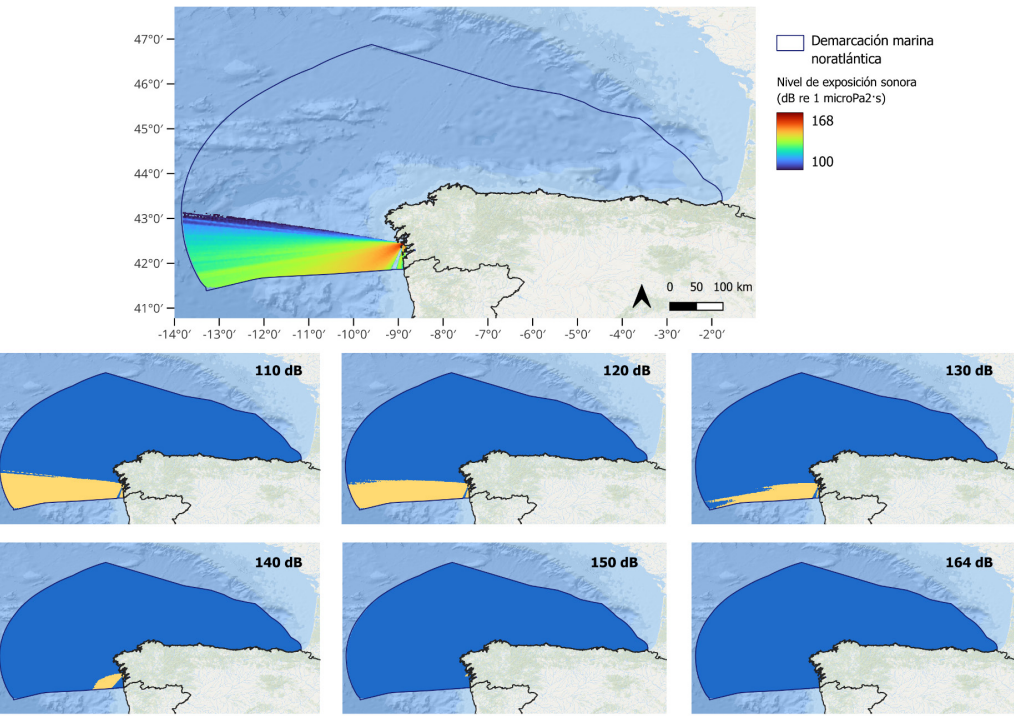 47°0′
46°0′
45°0′
44°0′
43°0′
42°0′
41°0′
-14°0′ -13°0′ -12°0′ -11°0′ -10°0′ -9°0′ -8°0′ -7°0′ -6°0′ -5°0′ -4°0′ -3°0′ -2°0′
0 50 100 km
Demarcación marina
noratlántica
Nivel de exposición sonora
(dB re 1 microPa2·s)
168
100
110 dB
120 dB
130 dB
140 dB
150 dB
164 dB